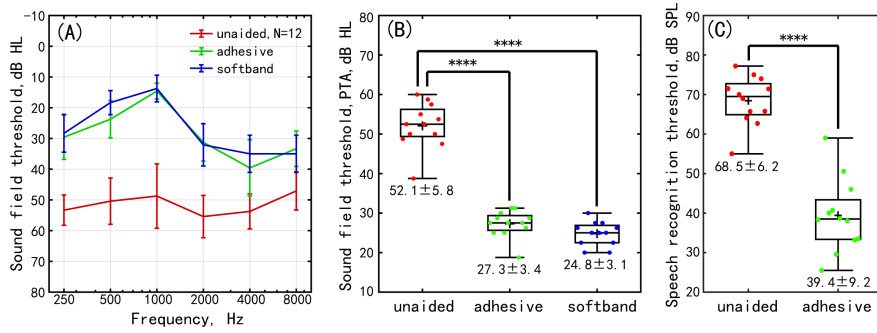 (A)
unaided, N=12
adhesive
softband
Sound field threshold, dB HL
-10
0
10
20
30
40
50
60
70
80
250
500
1000
2000
4000
8000
Frequency, Hz
(B)
****
****
Sound field threshold, PTA, dB HL
80
70
60
50
40
30
20
10
52.1±5.8
27.3±3.4
24.8±3.1
unaided
adhesive
softband
(C)
****
Speech recognition threshold, dB SPL
90
80
70
60
50
40
30
20
68.5±6.2
39.4±9.2
unaided
adhesive